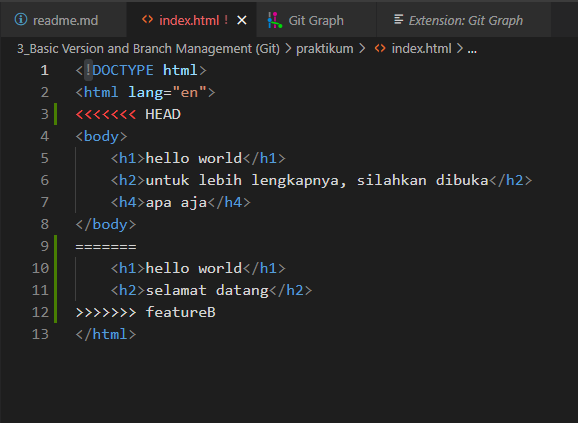 readme.md index.html ! Git Graph Extension: Git Graph
3_Basic Version and Branch Management (Git) > praktikum > index.html > ...
1 <!DOCTYPE html>
2 <html lang="en">
3 <<<<<<< HEAD
4 <body>
5 <h1>hello world</h1>
6 <h2>untuk lebih lengkapnya, silahkan dibuka</h2>
7 <h4>apa aja</h4>
8 </body>
9 =======
10 <h1>hello world</h1>
11 <h2>selamat datang</h2>
12 >>>>>>> featureB
13 </html>